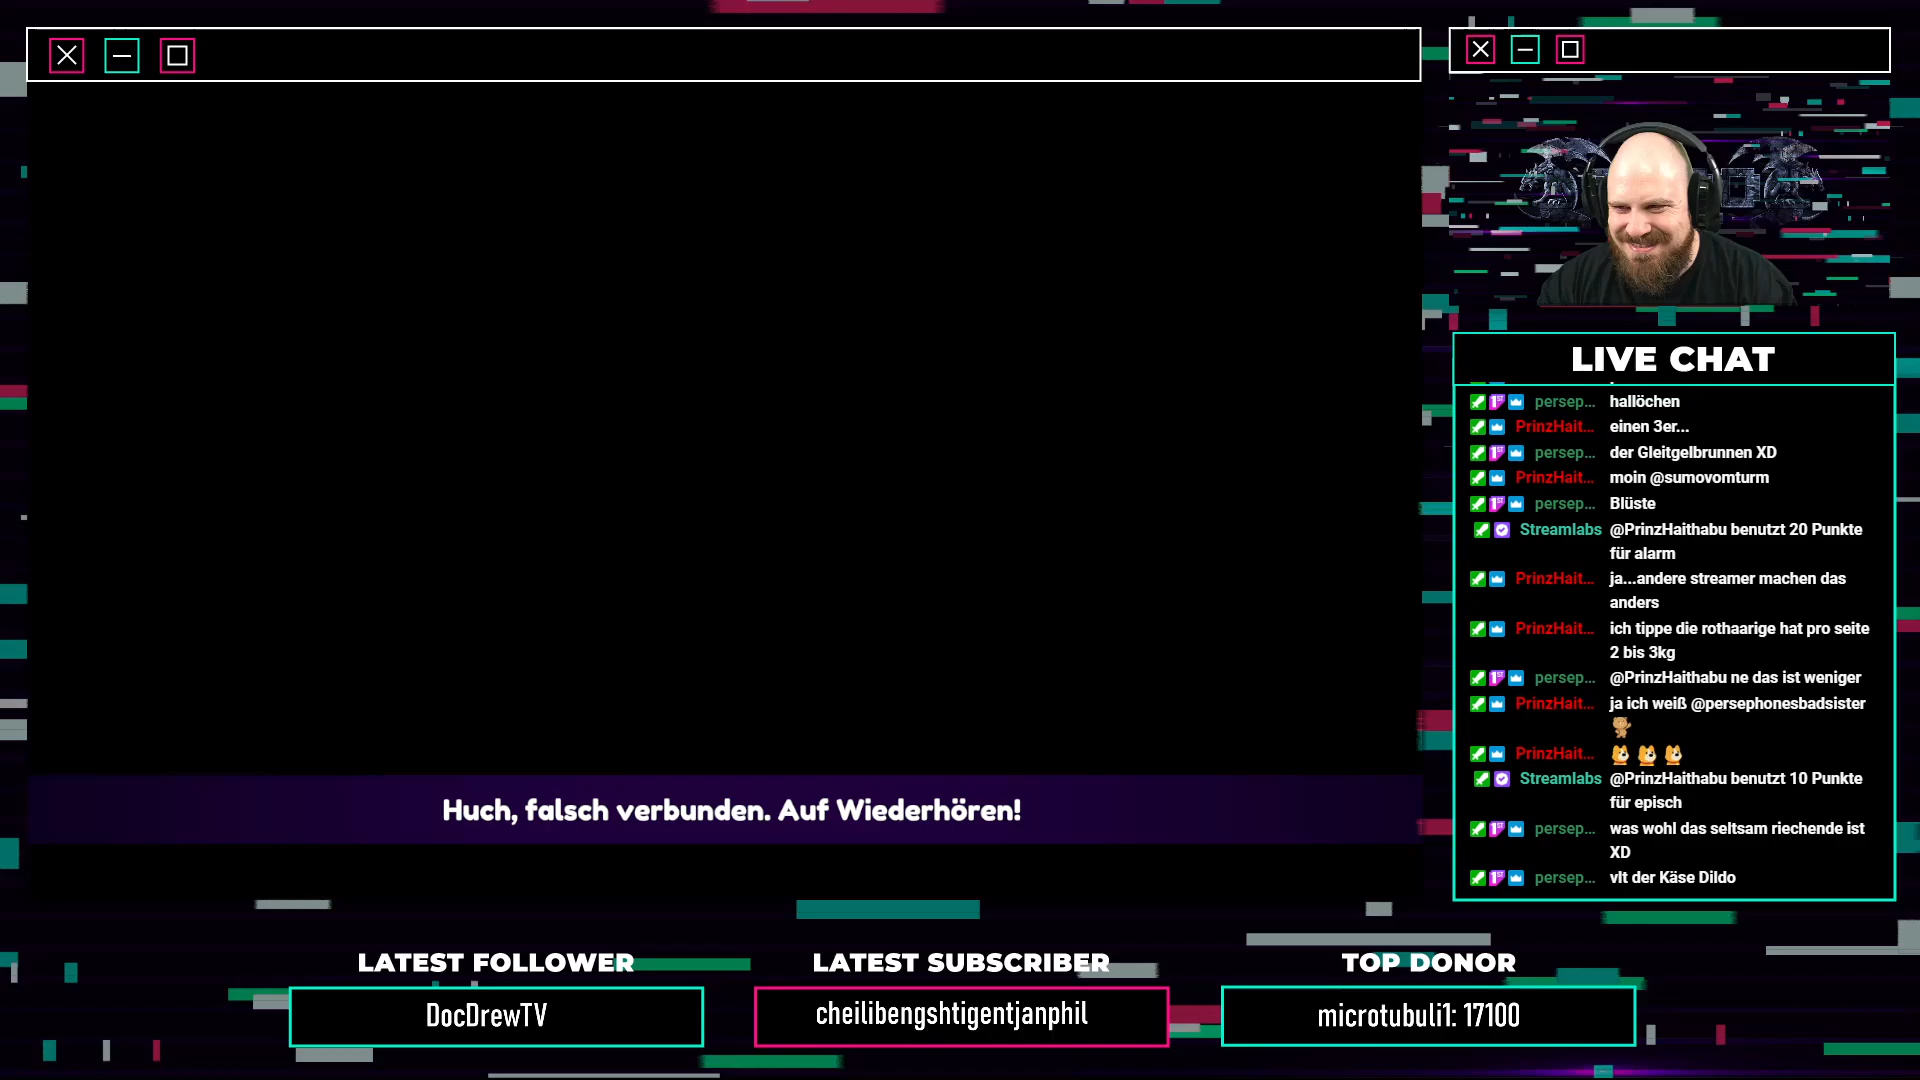 LIVE CHAT
persep... hallöchen
PrinzHait... einen 3er...
persep... der Gleitgelbrunnen XD
PrinzHait... moin @sumovomturm
persep... Blüste
Streamlabs @PrinzHaithabu benutzt 20 Punkte
für alarm
PrinzHait... ja...andere streamer machen das
anders
PrinzHait... ich tippe die rothaarige hat pro seite
2 bis 3kg
persep... @PrinzHaithabu ne das ist weniger
PrinzHait... ja ich weiß @persephonesbadsister
PrinzHait...
Streamlabs @PrinzHaithabu benutzt 10 Punkte
für episch
persep... was wohl das seltsam riechende ist
XD
persep... vlt der Käse Dildo
Huch, falsch verbunden. Auf Wiederhören!
LATEST FOLLOWER
DocDrewTV
LATEST SUBSCRIBER
cheilibengshtigentjanphil
TOP DONOR
microtubuli1: 17100